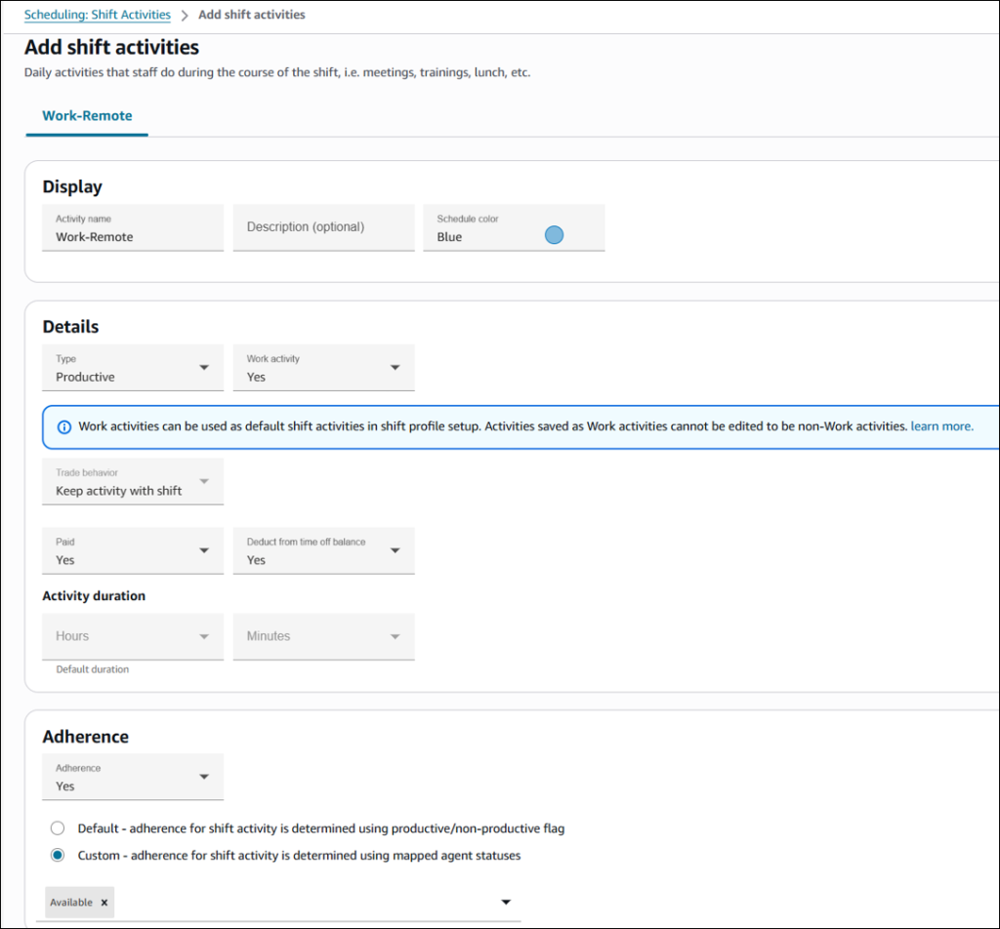 Scheduling: Shift Activities > Add shift activities
Add shift activities
Daily activities that staff do during the course of the shift, i.e. meetings, trainings, lunch, etc.
Work-Remote
Display
Activity name
Work-Remote
Description (optional)
Schedule color
Blue
Details
Type
Productive
Work activity
Yes
Work activities can be used as default shift activities in shift profile setup. Activities saved as Work activities cannot be edited to be non-Work activities. learn more.
Trade behavior
Keep activity with shift
Paid
Yes
Deduct from time off balance
Yes
Activity duration
Hours
Minutes
Default duration
Adherence
Adherence
Yes
Default - adherence for shift activity is determined using productive/non-productive flag
Custom - adherence for shift activity is determined using mapped agent statuses
Available x